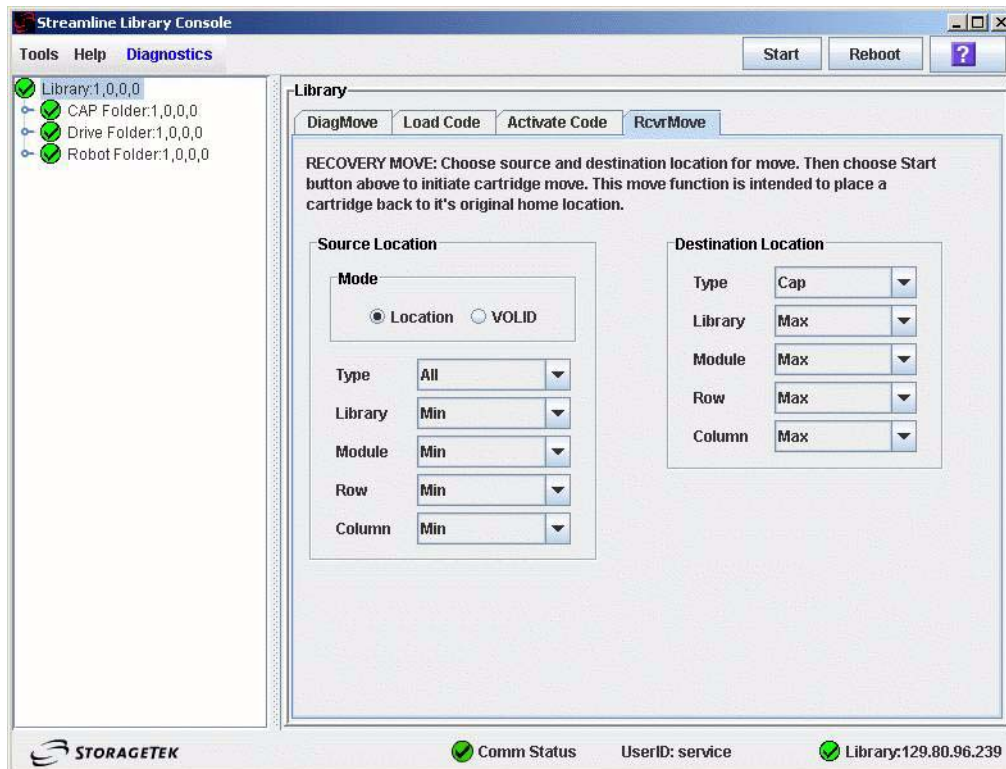 Streamline Library Console
Tools Help Diagnostics
Start Reboot ?
Library:1,0,0,0
CAP Folder:1,0,0,0
Drive Folder:1,0,0,0
Robot Folder:1,0,0,0
Library
DiagMove Load Code Activate Code RcvrMove
RECOVERY MOVE: Choose source and destination location for move. Then choose Start
button above to initiate cartridge move. This move function is intended to place a
cartridge back to it's original home location.
Source Location
Mode
Location VOLID
Type All
Library Min
Module Min
Row Min
Column Min
Destination Location
Type Cap
Library Max
Module Max
Row Max
Column Max
STORAGETEK
Comm Status
UserID: service
Library:129.80.96.239